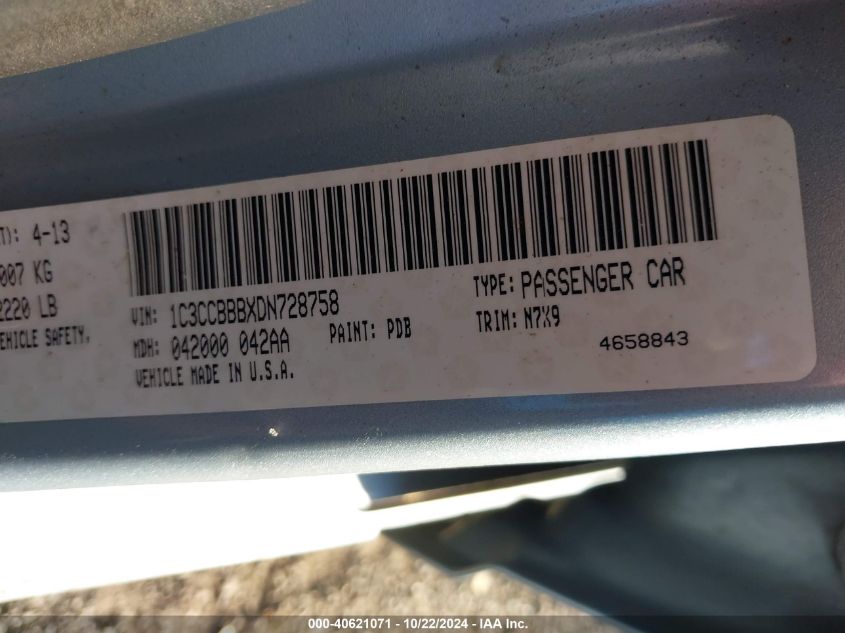 T): 4-13
007 KG
2220 LB
EHICLE SAFETY.
VIN: 1C3CCBBBXDN728758
TYPE: PASSENGER CAR
MDH: 042000 042AA
PAINT: PDB
TRIM: N7X9
VEHICLE MADE IN U.S.A.
4658843
000-40621071 - 10/22/2024 - IAA Inc.